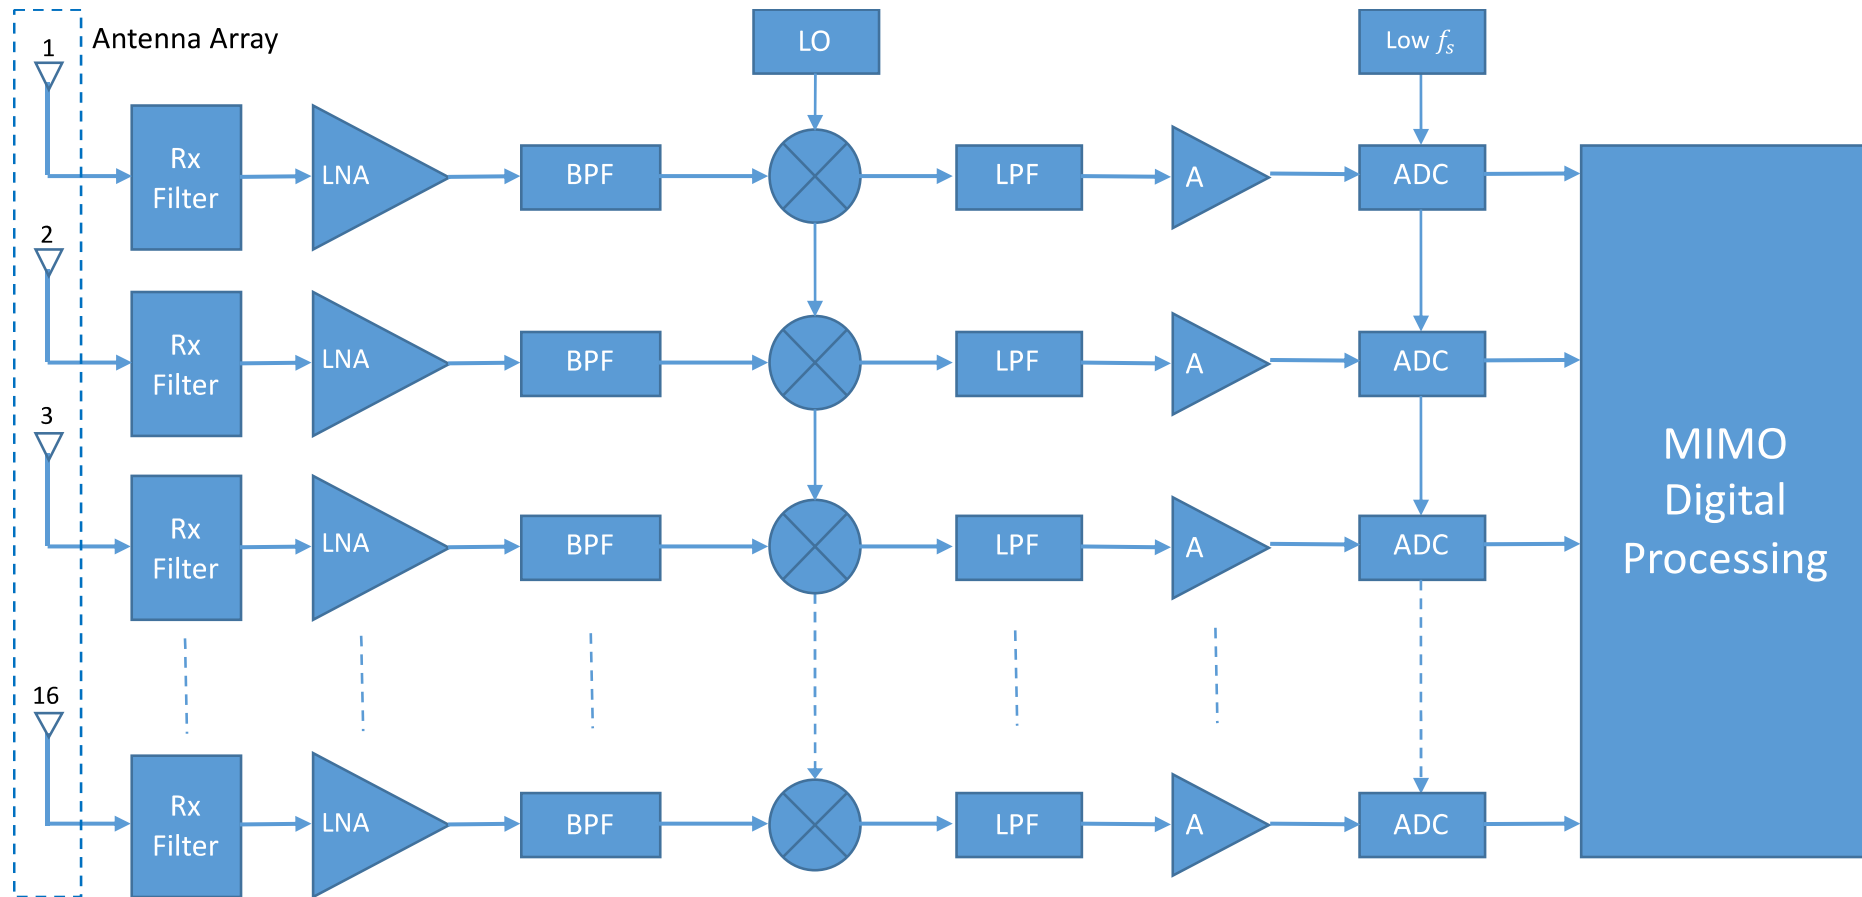 Antenna Array
LO
Low fs
1
Rx
Filter
LNA
BPF
LPF
A
ADC
2
Rx
Filter
LNA
BPF
LPF
A
ADC
3
Rx
Filter
LNA
BPF
LPF
A
ADC
MIMO
Digital
Processing
16
Rx
Filter
LNA
BPF
LPF
A
ADC